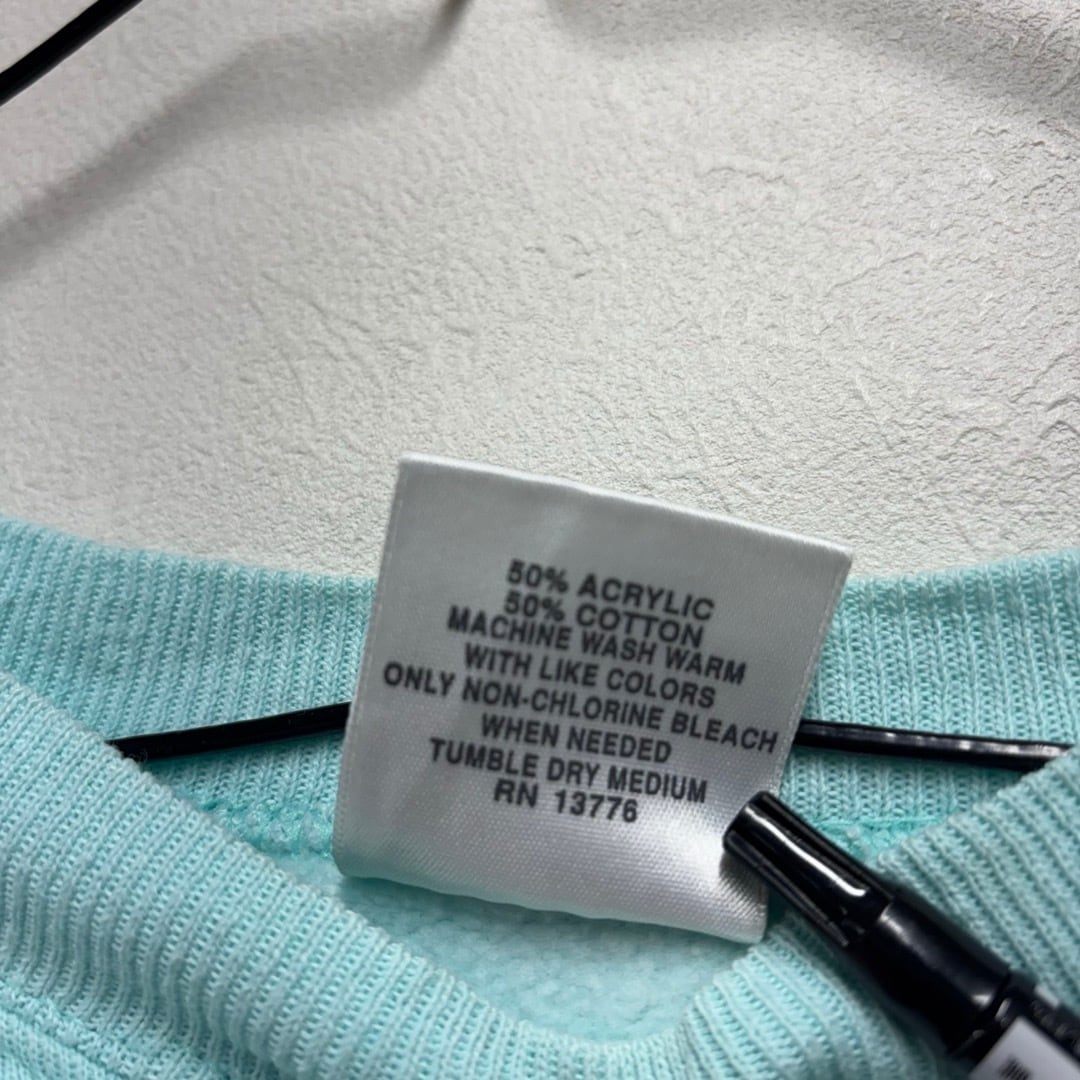 50% ACRYLIC
50% COTTON
MACHINE WASH WARM
WITH LIKE COLORS
ONLY NON-CHLORINE BLEACH
WHEN NEEDED
TUMBLE DRY MEDIUM
RN 13776